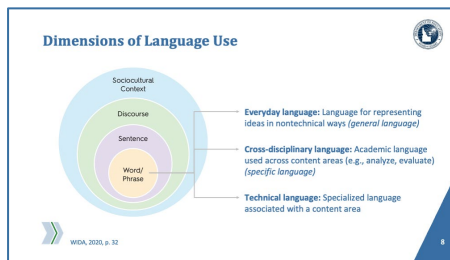 Dimensions of Language Use
Sociocultural
Context
Discourse
Sentence
Word/
Phrase
Everyday language: Language for representing
ideas in nontechnical ways (general language)
Cross-disciplinary language: Academic language
used across content areas (e.g., analyze, evaluate)
(specific language)
Technical language: Specialized language
associated with a content area
WIDA, 2020, p. 32
8